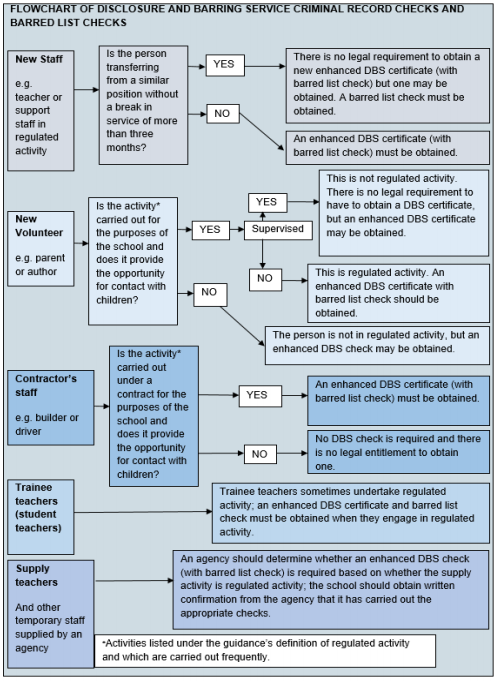 FLOWCHART OF DISCLOSURE AND BARRING SERVICE CRIMINAL RECORD CHECKS AND
BARRED LIST CHECKS
New Staff
e.g.
teacher or
support
staff in
regulated
activity
Is the person
transferring
from a similar
position without
a break in
service of more
than three
months?
YES
There is no legal requirement to obtain a
new enhanced DBS certificate (with
barred list check) but one may be
obtained. A barred list check must be
obtained.
NO
An enhanced DBS certificate (with
barred list check) must be obtained.
New
Volunteer
e.g. parent
or author
Is the activity*
carried out for
the purposes of
the school and
does it provide
the opportunity
for contact with
children?
YES
Supervised
YES
This is not regulated activity.
There is no legal requirement to
have to obtain a DBS certificate,
but an enhanced DBS certificate
may be obtained.
NO
This is regulated activity. An
enhanced DBS certificate with
barred list check should be
obtained.
NO
The person is not in regulated activity, but an
enhanced DBS check may be obtained.
Contractor's
staff
e.g. builder or
driver
Is the activity*
carried out
under a
contract for the
purposes of the
school and
does it provide
the opportunity
for contact with
children?
YES
An enhanced DBS certificate (with
barred list check) must be obtained.
NO
No DBS check is required and there
is no legal entitlement to obtain
one.
Trainee
teachers
(student
teachers)
Trainee teachers sometimes undertake regulated
activity; an enhanced DBS certificate and barred list
check must be obtained when they engage in regulated
activity.
Supply
teachers
And other
temporary staff
supplied by an
agency
An agency should determine whether an enhanced DBS check
(with barred list check) is required based on whether the supply
activity is regulated activity; the school should obtain written
confirmation from the agency that it has carried out the
appropriate checks.
*Activities listed under the guidance's definition of regulated activity
and which are carried out frequently.